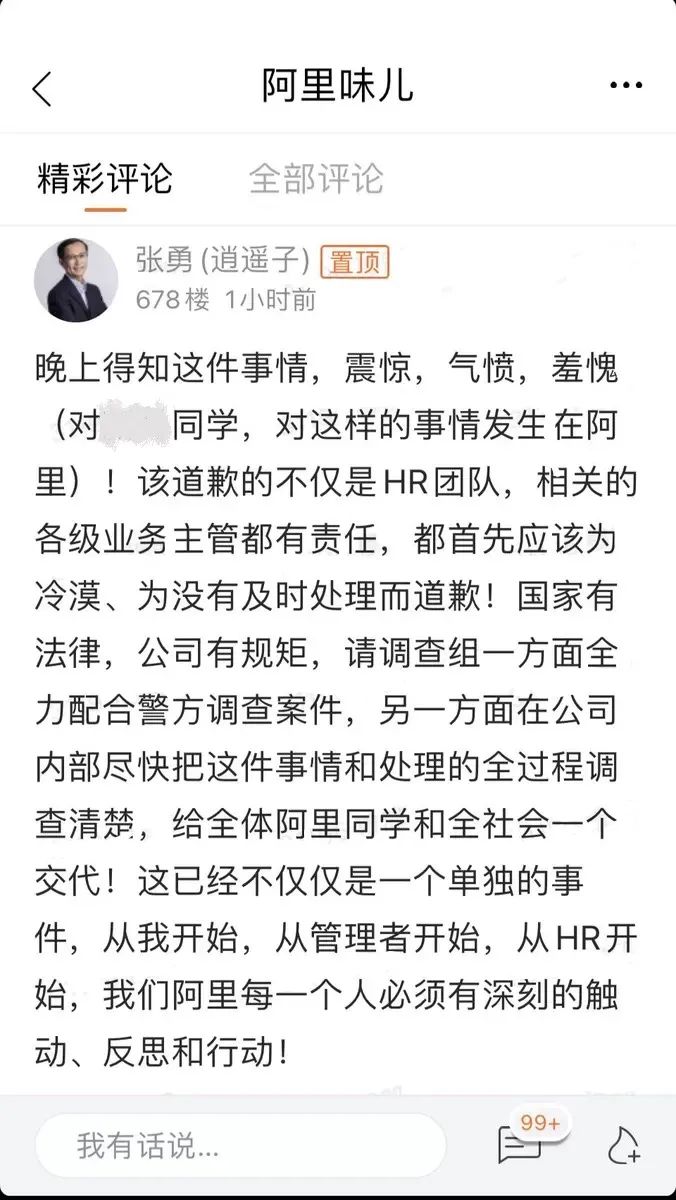 阿里味儿
精彩评论 全部评论
张勇(逍遥子) 置顶
678楼 1小时前
晚上得知这件事情，震惊，气愤，羞愧
（对同学，对这样的事情发生在阿
里）！该道歉的不仅是HR团队，相关的
各级业务主管都有责任，都首先应该为
冷漠、为没有及时处理而道歉！国家有
法律，公司有规矩，请调查组一方面全
力配合警方调查案件，另一方面在公司
内部尽快把这件事情和处理的全过程调
查清楚，给全体阿里同学和全社会一个
交代！这已经不仅仅是一个单独的事
件，从我开始，从管理者开始，从HR开
始，我们阿里每一个人必须有深刻的触
动、反思和行动！
我有话说... 99+